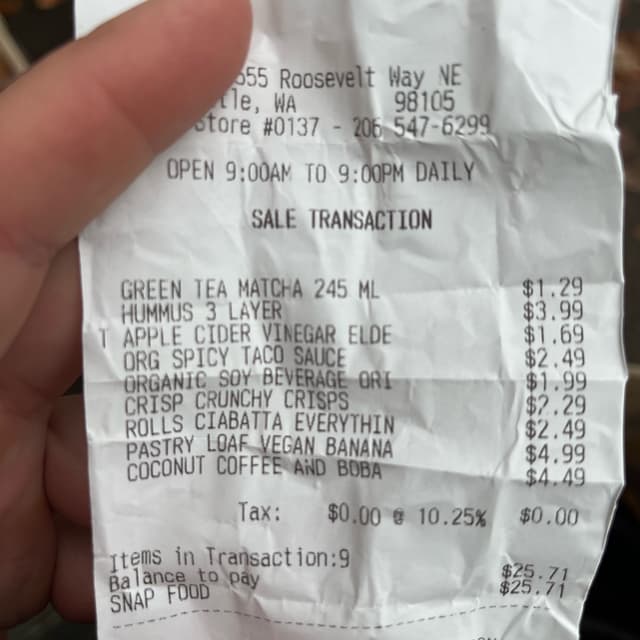 555 Roosevelt Way NE
tle, WA 98105
Store #0137 - 206 547-6299
OPEN 9:00AM TO 9:00PM DAILY
SALE TRANSACTION
GREEN TEA MATCHA 245 ML $1.29
HUMMUS 3 LAYER $3.99
T APPLE CIDER VINEGAR ELDE $1.69
ORG SPICY TACO SAUCE $2.49
ORGANIC SOY BEVERAGE ORI $1.99
CRISP CRUNCHY CRISPS $2.29
ROLLS CIABATTA EVERYTHIN $2.49
PASTRY LOAF VEGAN BANANA $4.99
COCONUT COFFEE AND BOBA $4.49
Tax: $0.00 @ 10.25% $0.00
Items in Transaction:9
Balance to pay $25.71
SNAP FOOD $25.71